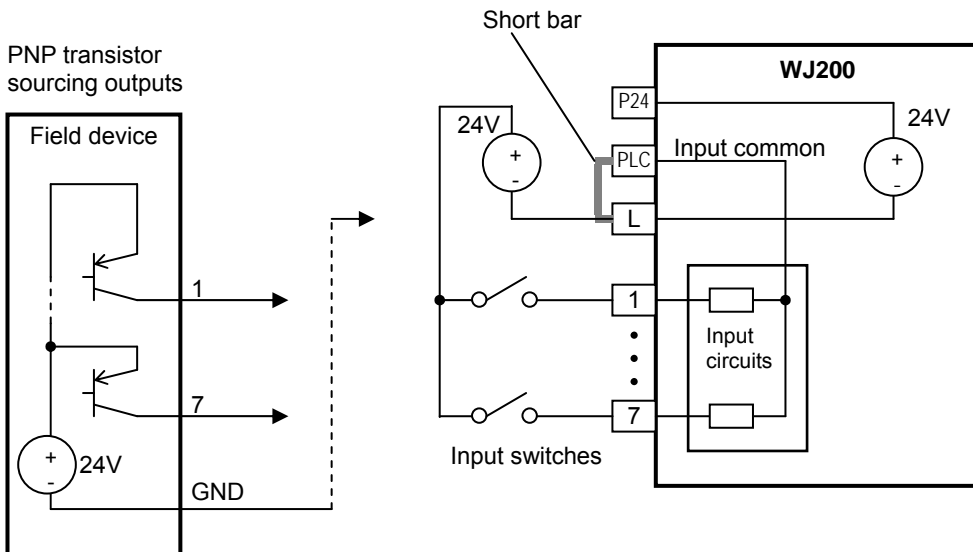 Short bar
PNP transistor
sourcing outputs
WJ200
P24
24V
24V
Field device
+
-
PLC
Input common
+
-
L
1
1
Input
circuits
7
7
+
-
24V
Input switches
GND